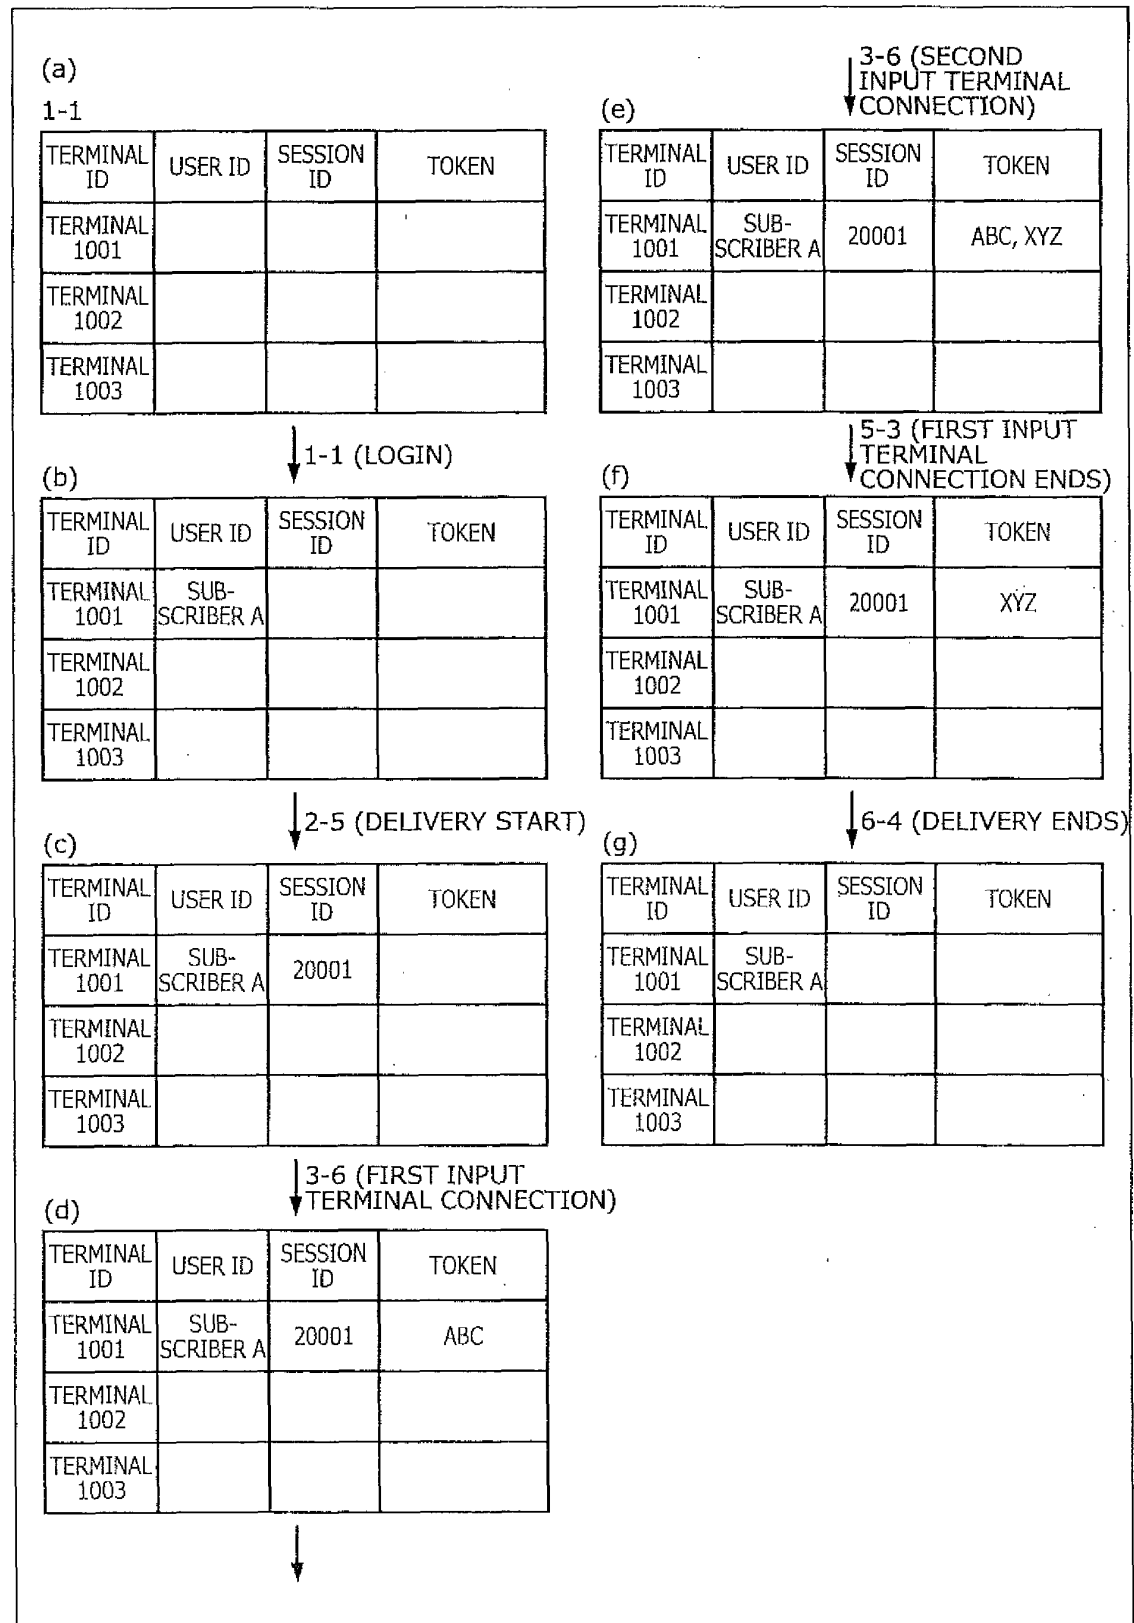 (a)
1-1
TERMINAL ID USER ID SESSION ID TOKEN
TERMINAL 1001
TERMINAL 1002
TERMINAL 1003
1-1 (LOGIN)
(b)
TERMINAL ID USER ID SESSION ID TOKEN
TERMINAL 1001 SUB-SCRIBER A
TERMINAL 1002
TERMINAL 1003
2-5 (DELIVERY START)
(c)
TERMINAL ID USER ID SESSION ID TOKEN
TERMINAL 1001 SUB-SCRIBER A 20001
TERMINAL 1002
TERMINAL 1003
3-6 (FIRST INPUT
TERMINAL CONNECTION)
(d)
TERMINAL ID USER ID SESSION ID TOKEN
TERMINAL 1001 SUB-SCRIBER A 20001 ABC
TERMINAL 1002
TERMINAL 1003
3-6 (SECOND
INPUT TERMINAL
CONNECTION)
(e)
TERMINAL ID USER ID SESSION ID TOKEN
TERMINAL 1001 SUB-SCRIBER A 20001 ABC, XYZ
TERMINAL 1002
TERMINAL 1003
5-3 (FIRST INPUT
TERMINAL
CONNECTION ENDS)
(f)
TERMINAL ID USER ID SESSION ID TOKEN
TERMINAL 1001 SUB-SCRIBER A 20001 XYZ
TERMINAL 1002
TERMINAL 1003
6-4 (DELIVERY ENDS)
(g)
TERMINAL ID USER ID SESSION ID TOKEN
TERMINAL 1001 SUB-SCRIBER A
TERMINAL 1002
TERMINAL 1003